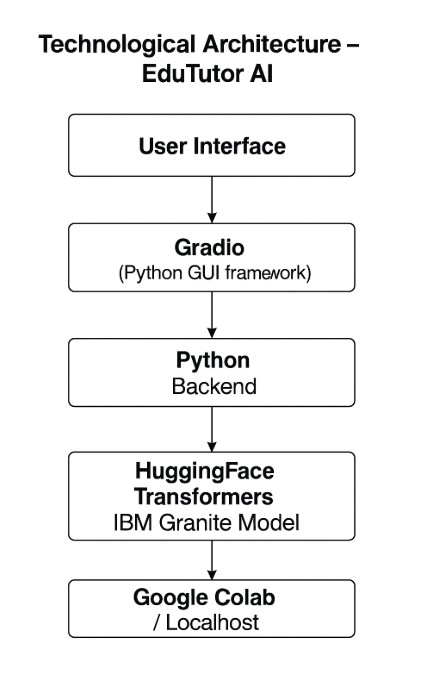 Technological Architecture –
EduTutor AI
User Interface
Gradio
(Python GUI framework)
Python
Backend
HuggingFace
Transformers
IBM Granite Model
Google Colab
/ Localhost